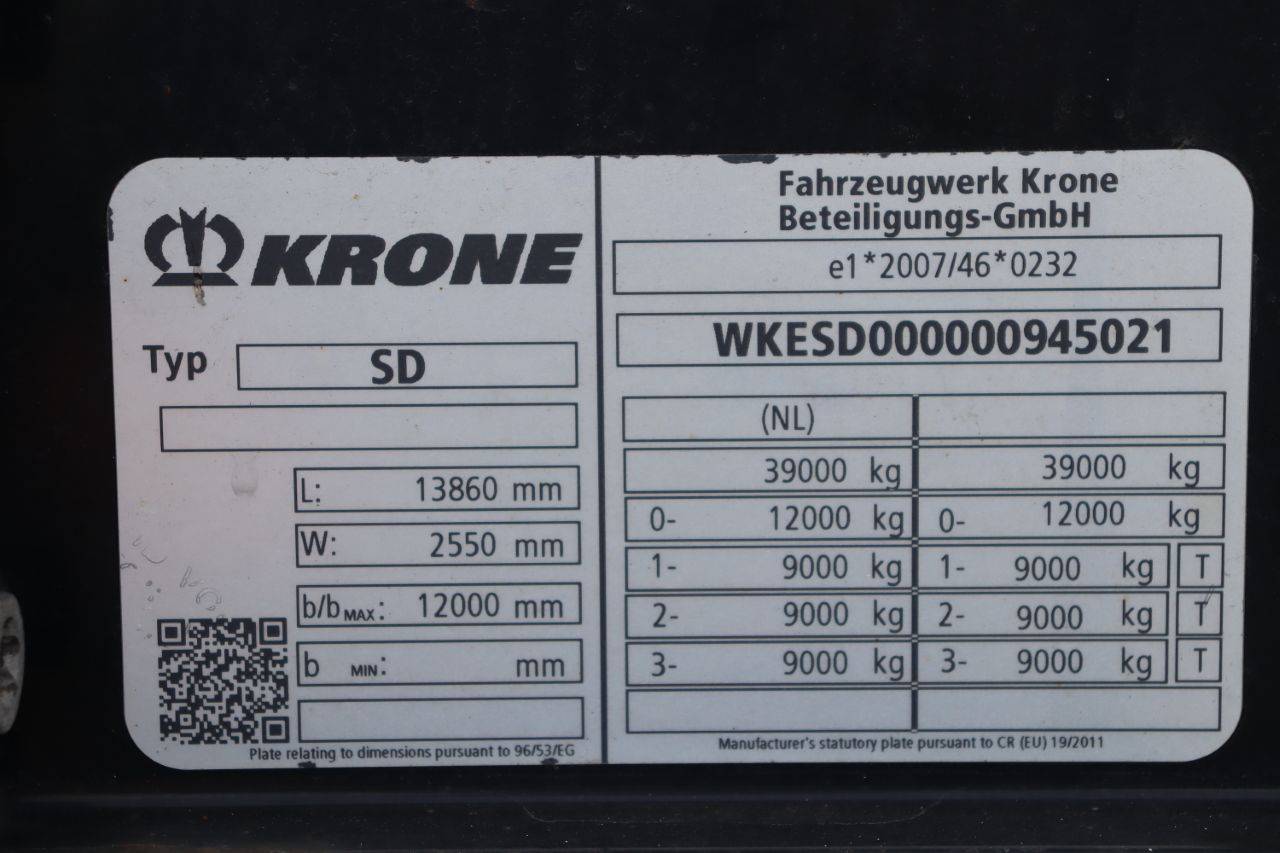 KRONE
Typ SD
L: 13860 mm
W: 2550 mm
b/b MAX: 12000 mm
b MIN: mm
Plate relating to dimensions pursuant to 96/53/EG
Fahrzeugwerk Krone
Beteiligungs-GmbH
e1*2007/46*0232
WKESD000000945021
(NL)
39000 kg 39000 kg
0- 12000 kg 0- 12000 kg
1- 9000 kg 1- 9000 kg T
2- 9000 kg 2- 9000 kg T
3- 9000 kg 3- 9000 kg T
Manufacturer's statutory plate pursuant to CR (EU) 19/2011